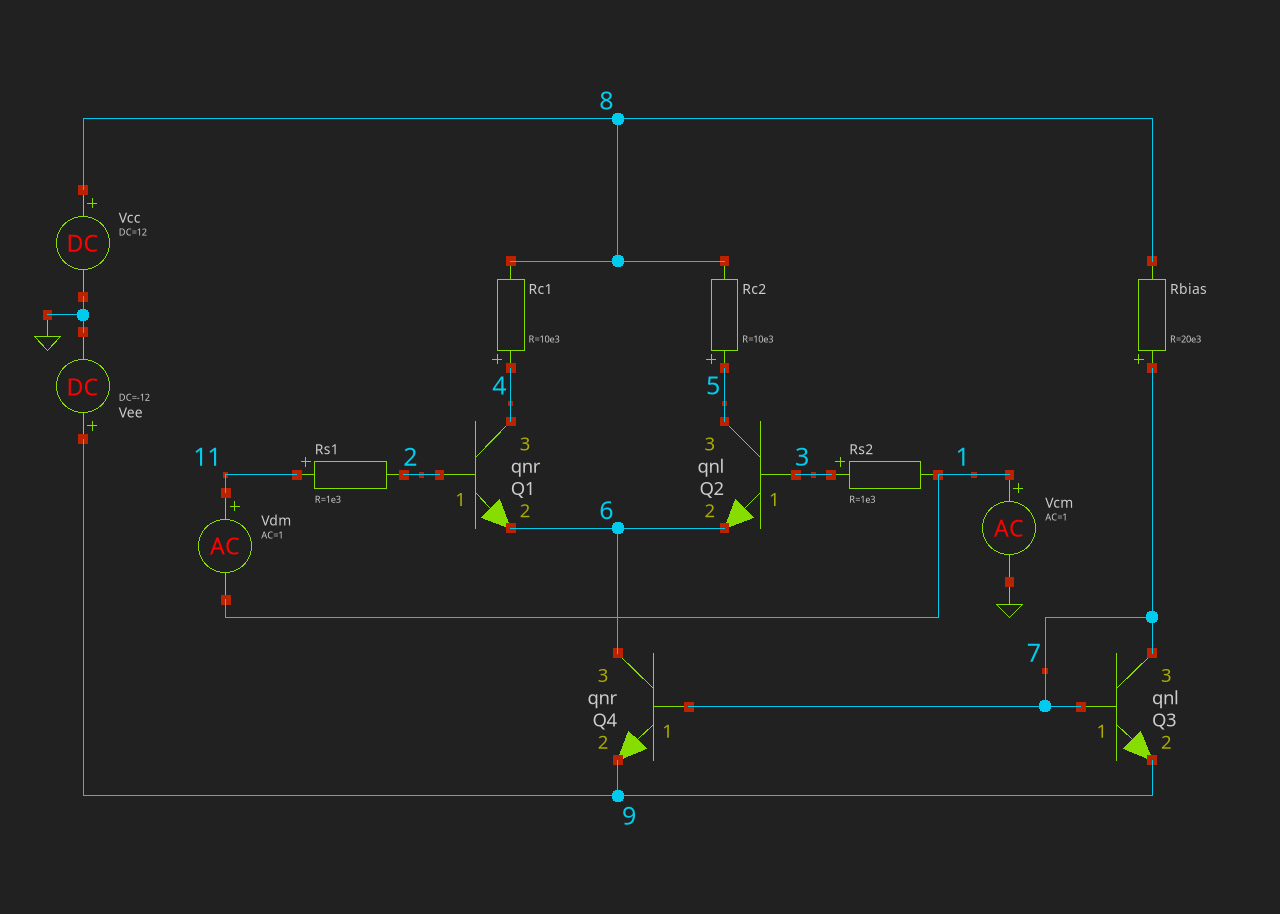 8
+
Vcc
DC=12
DC
Rc1
Rc2
Rbias
R=10e3
R=10e3
R=20e3
+
+
+
4
5
DC
DC=-12
Vee
+
3
3
11
Rs1
2
qnr
qnl
3
Rs2
1
+
+
Q1
Q2
+
R=1e3
1
2
2
1
R=1e3
Vcm
AC=1
+
Vdm
AC=1
6
AC
AC
7
3
3
qnr
qnl
Q4
Q3
2
1
1
2
9